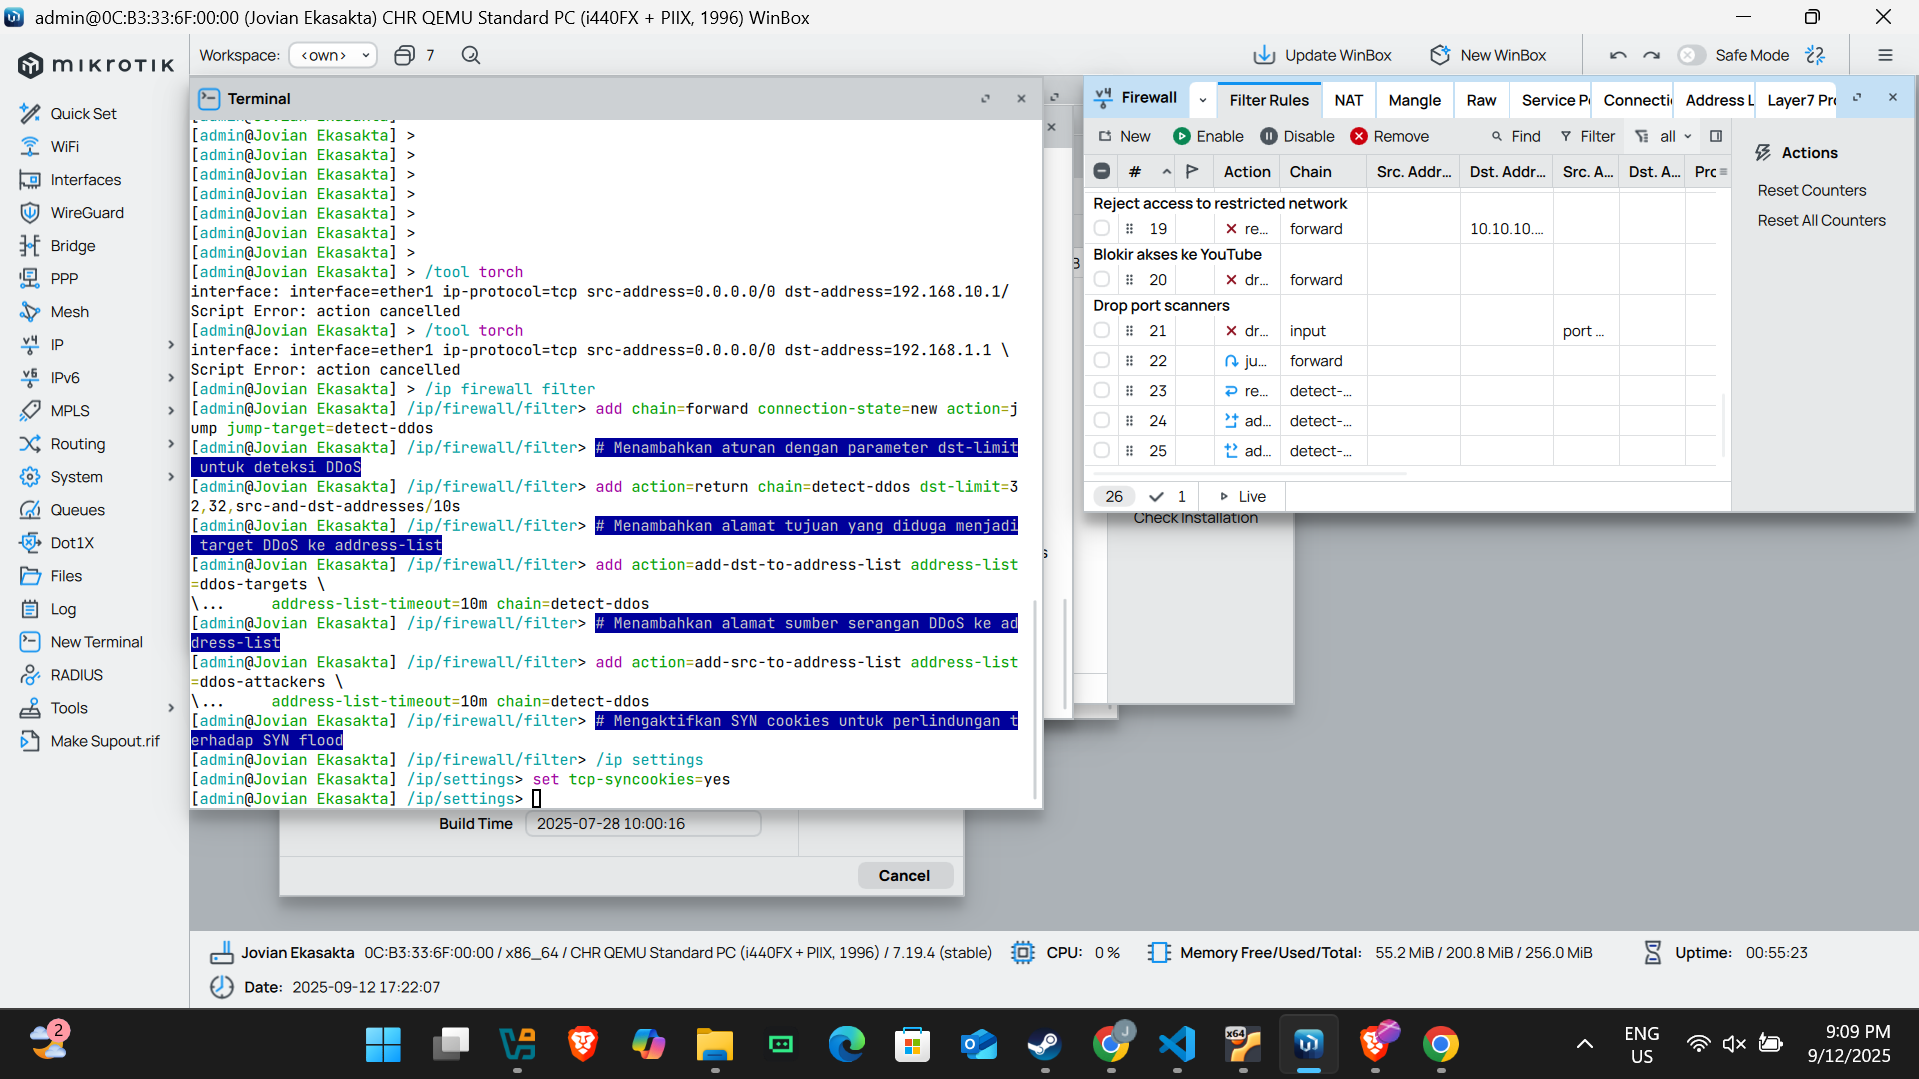 admin@0C:B3:33:6F:00:00 (Jovian Ekasakta) CHR QEMU Standard PC (i440FX + PIIX, 1996) WinBox
MikroTik
Workspace: <own> 7
Update WinBox
New WinBox
Safe Mode
Quick Set
WiFi
Interfaces
WireGuard
Bridge
PPP
Mesh
IP
IPv6
MPLS
Routing
System
Queues
Dot1X
Files
Log
New Terminal
RADIUS
Tools
Make Supout.rif
Terminal
[admin@Jovian Ekasakta] >
[admin@Jovian Ekasakta] >
[admin@Jovian Ekasakta] >
[admin@Jovian Ekasakta] >
[admin@Jovian Ekasakta] >
[admin@Jovian Ekasakta] >
[admin@Jovian Ekasakta] >
[admin@Jovian Ekasakta] > /tool torch
interface: interface=ether1 ip-protocol=tcp src-address=0.0.0.0/0 dst-address=192.168.10.1/
Script Error: action cancelled
[admin@Jovian Ekasakta] > /tool torch
interface: interface=ether1 ip-protocol=tcp src-address=0.0.0.0/0 dst-address=192.168.1.1 \
Script Error: action cancelled
[admin@Jovian Ekasakta] > /ip firewall filter
[admin@Jovian Ekasakta] /ip/firewall/filter> add chain=forward connection-state=new action=j
ump jump-target=detect-ddos
[admin@Jovian Ekasakta] /ip/firewall/filter> # Menambahkan aturan dengan parameter dst-limit
untuk deteksi DDoS
[admin@Jovian Ekasakta] /ip/firewall/filter> add action=return chain=detect-ddos dst-limit=3
2,32,src-and-dst-addresses/10s
[admin@Jovian Ekasakta] /ip/firewall/filter> # Menambahkan alamat tujuan yang diduga menjadi
target DDoS ke address-list
[admin@Jovian Ekasakta] /ip/firewall/filter> add action=add-dst-to-address-list address-list
=ddos-targets \
\... address-list-timeout=10m chain=detect-ddos
[admin@Jovian Ekasakta] /ip/firewall/filter> # Menambahkan alamat sumber serangan DDoS ke ad
dress-list
[admin@Jovian Ekasakta] /ip/firewall/filter> add action=add-src-to-address-list address-list
=ddos-attackers \
\... address-list-timeout=10m chain=detect-ddos
[admin@Jovian Ekasakta] /ip/firewall/filter> # Mengaktifkan SYN cookies untuk perlindungan t
erhadap SYN flood
[admin@Jovian Ekasakta] /ip/firewall/filter> /ip settings
[admin@Jovian Ekasakta] /ip/settings> set tcp-syncookies=yes
[admin@Jovian Ekasakta] /ip/settings>
Build Time 2025-07-28 10:00:16
Cancel
Firewall Filter Rules NAT Mangle Raw Service P Connecti Address L Layer7 Pr
New Enable Disable Remove Find Filter all
# Action Chain Src. Addr... Dst. Addr... Src. A... Dst. A... Pro
Reject access to restricted network
19 re... forward 10.10.10....
Blokir akses ke YouTube
20 dr... forward
Drop port scanners
21 dr... input port ...
22 ju... forward
23 re... detect-...
24 ad... detect-...
25 ad... detect-...
26 1 Live
Actions
Reset Counters
Reset All Counters
Check Installation
Jovian Ekasakta 0C:B3:33:6F:00:00 / x86_64 / CHR QEMU Standard PC (i440FX + PIIX, 1996) / 7.19.4 (stable) CPU: 0 % Memory Free/Used/Total: 55.2 MiB / 200.8 MiB / 256.0 MiB Uptime: 00:55:23
Date: 2025-09-12 17:22:07
2
x64
J
ENG
US
9:09 PM
9/12/2025